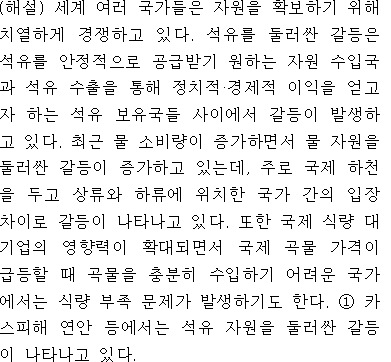 (해설) 세계 여러 국가들은 자원을 확보하기 위해
치열하게 경쟁하고 있다. 석유를 둘러싼 갈등은
석유를 안정적으로 공급받기 원하는 자원 수입국
과 석유 수출을 통해 정치적·경제적 이익을 얻고
자 하는 석유 보유국들 사이에서 갈등이 발생하
고 있다. 최근 물 소비량이 증가하면서 물 자원을
둘러싼 갈등이 증가하고 있는데, 주로 국제 하천
을 두고 상류와 하류에 위치한 국가 간의 입장
차이로 갈등이 나타나고 있다. 또한 국제 식량 대
기업의 영향력이 확대되면서 국제 곡물 가격이
급등할 때 곡물을 충분히 수입하기 어려운 국가
에서는 식량 부족 문제가 발생하기도 한다. ① 카
스피해 연안 등에서는 석유 자원을 둘러싼 갈등
이 나타나고 있다.